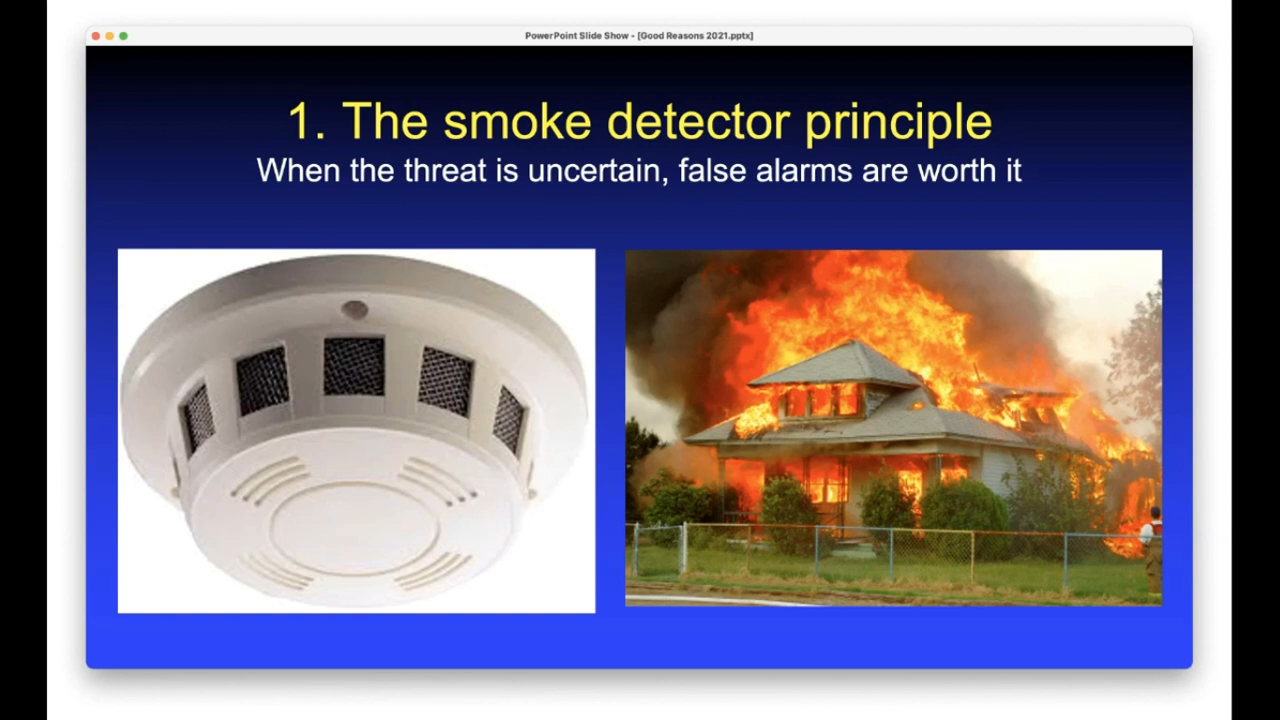 PowerPoint Slide Show - [Good Reasons 2021.pptx]
1. The smoke detector principle
When the threat is uncertain, false alarms are worth it